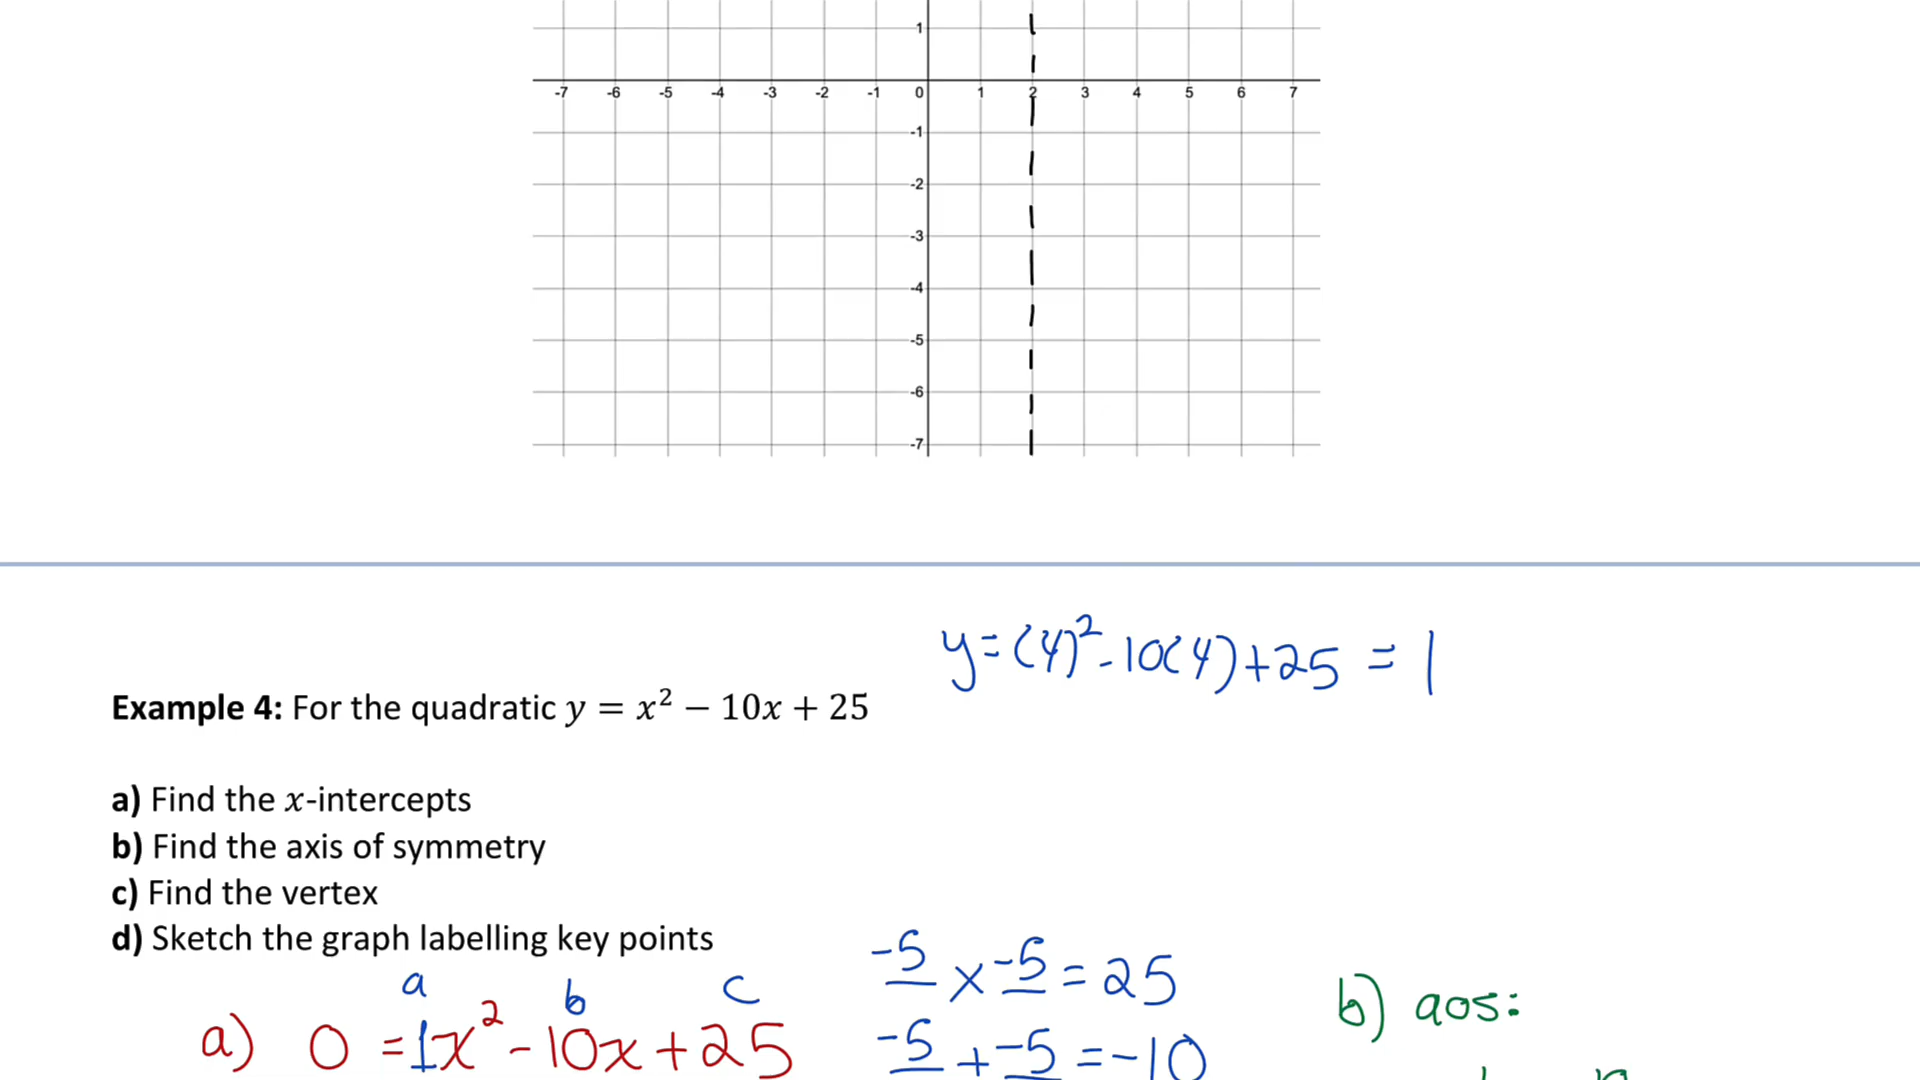 1
-7 -6 -5 -4 -3 -2 -1 0 1 2 3 4 5 6 7
-1
-2
-3
-4
-5
-6
-7
y = (4)² - 10(4) + 25 = 1
Example 4: For the quadratic y = x² − 10x + 25
a) Find the x-intercepts
b) Find the axis of symmetry
c) Find the vertex
d) Sketch the graph labelling key points
-5 x -5 = 25
a b c
b) aos:
a) 0 = 1x² - 10x + 25
-5 + -5 = -10